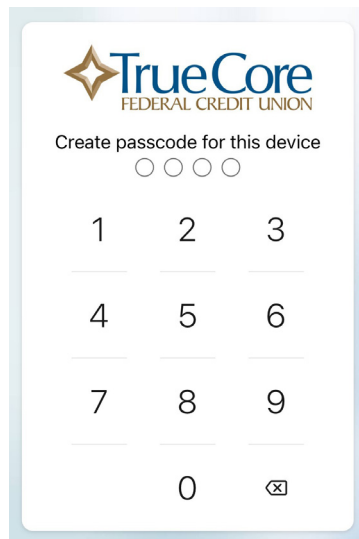 TrueCore
FEDERAL CREDIT UNION
Create passcode for this device
1 2 3
4 5 6
7 8 9
0